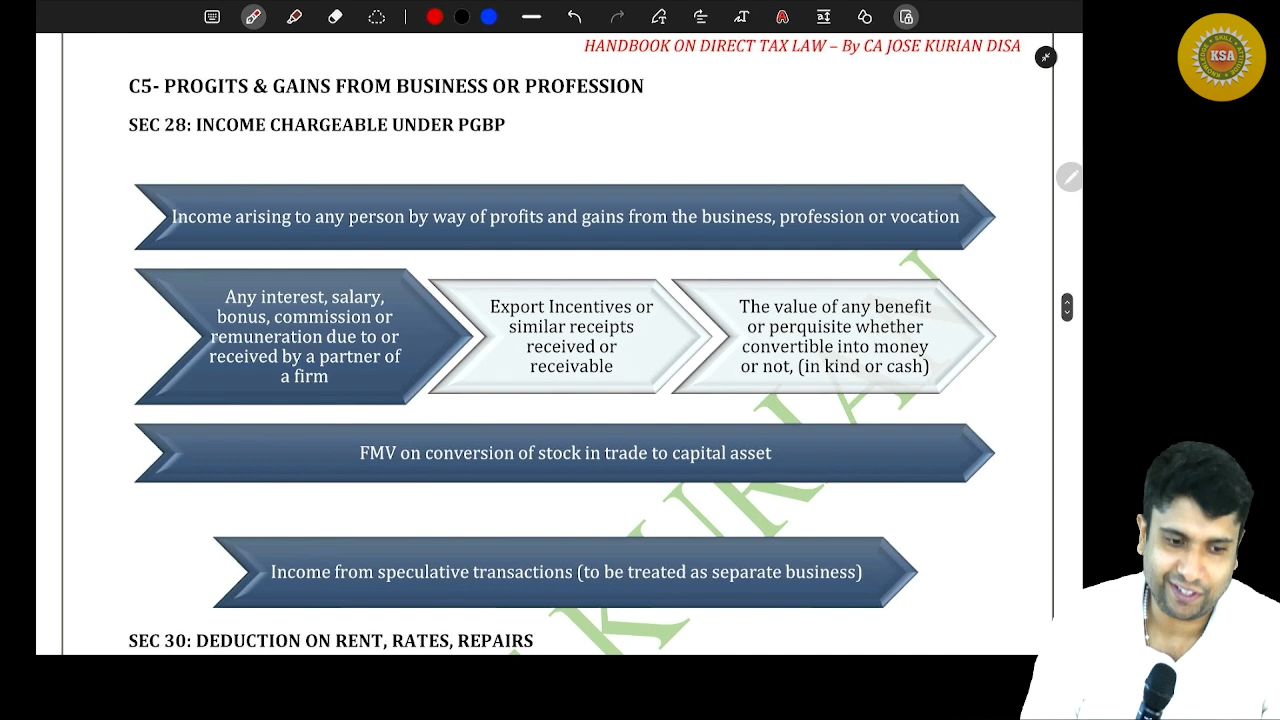 HANDBOOK ON DIRECT TAX LAW – By CA JOSE KURIAN DISA
KSA
SKILL
KNOWLEDGE
ATTITUDE
C5- PROGITS & GAINS FROM BUSINESS OR PROFESSION
SEC 28: INCOME CHARGEABLE UNDER PGBP
Income arising to any person by way of profits and gains from the business, profession or vocation
Any interest, salary,
bonus, commission or
remuneration due to or
received by a partner of
a firm
Export Incentives or
similar receipts
received or
receivable
The value of any benefit
or perquisite whether
convertible into money
or not, (in kind or cash)
FMV on conversion of stock in trade to capital asset
Income from speculative transactions (to be treated as separate business)
SEC 30: DEDUCTION ON RENT, RATES, REPAIRS